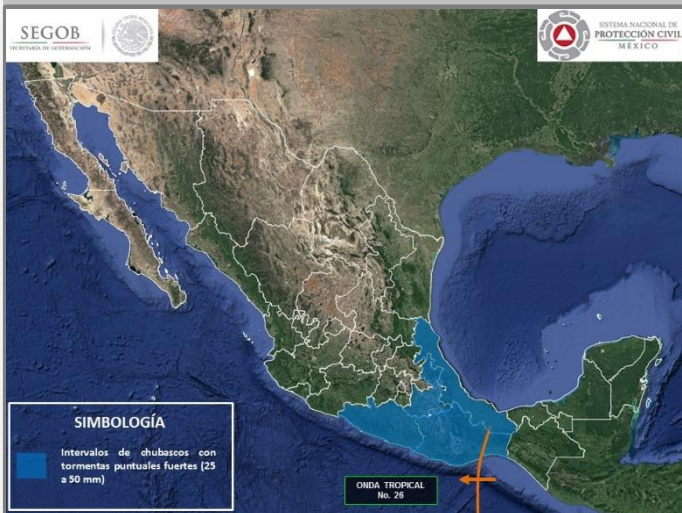 SEGOB
SECRETARÍA DE GOBERNACIÓN
SISTEMA NACIONAL DE
PROTECCIÓN CIVIL
MÉXICO
SIMBOLOGÍA
Intervalos de chubascos con
tormentas puntuales fuertes (25
a 50 mm)
ONDA TROPICAL
No. 26